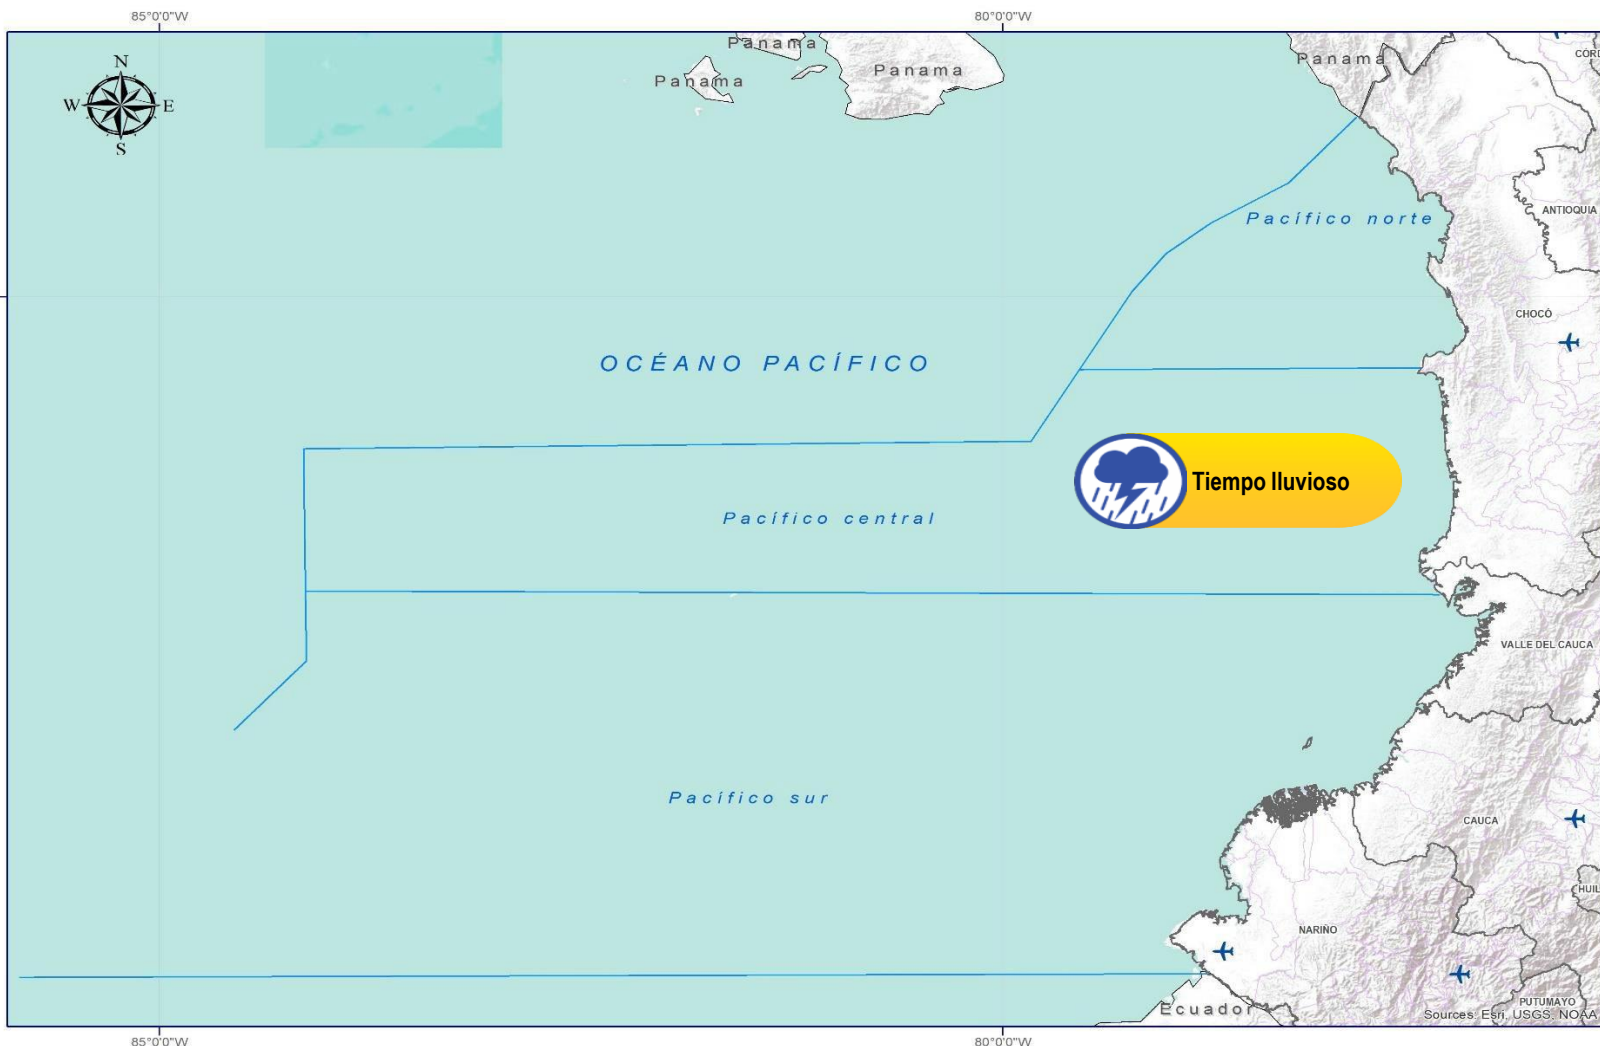 85°0'0"W
80°0'0"W
N
W
E
S
Panama
Panama
Panama
Panama
CÓRD
Pacífico norte
ANTIOQUIA
CHOCÓ
OCÉANO PACÍFICO
Tiempo lluvioso
Pacífico central
VALLE DEL CAUCA
Pacífico sur
CAUCA
HUIL
NARIÑO
PUTUMAYO
Ecuador
Sources: Esri, USGS, NOAA
85°0'0"W
80°0'0"W